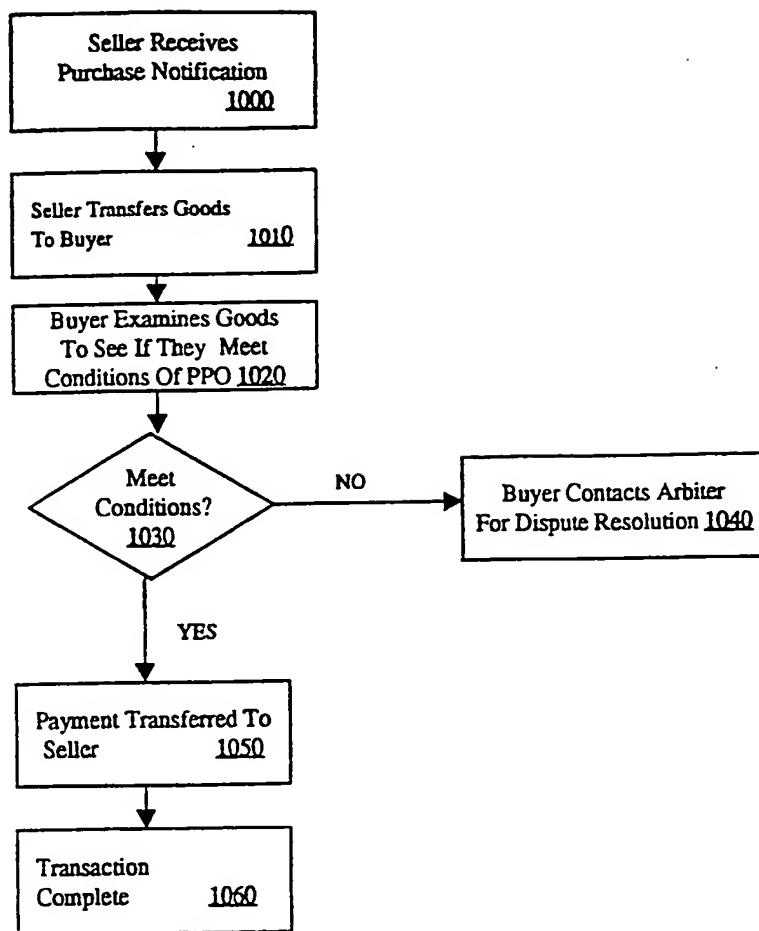 Seller Receives
Purchase Notification
1000
Seller Transfers Goods
To Buyer 1010
Buyer Examines Goods
To See If They Meet
Conditions Of PPO 1020
Meet
Conditions?
1030
NO
Buyer Contacts Arbiter
For Dispute Resolution 1040
YES
Payment Transferred To
Seller 1050
Transaction
Complete 1060